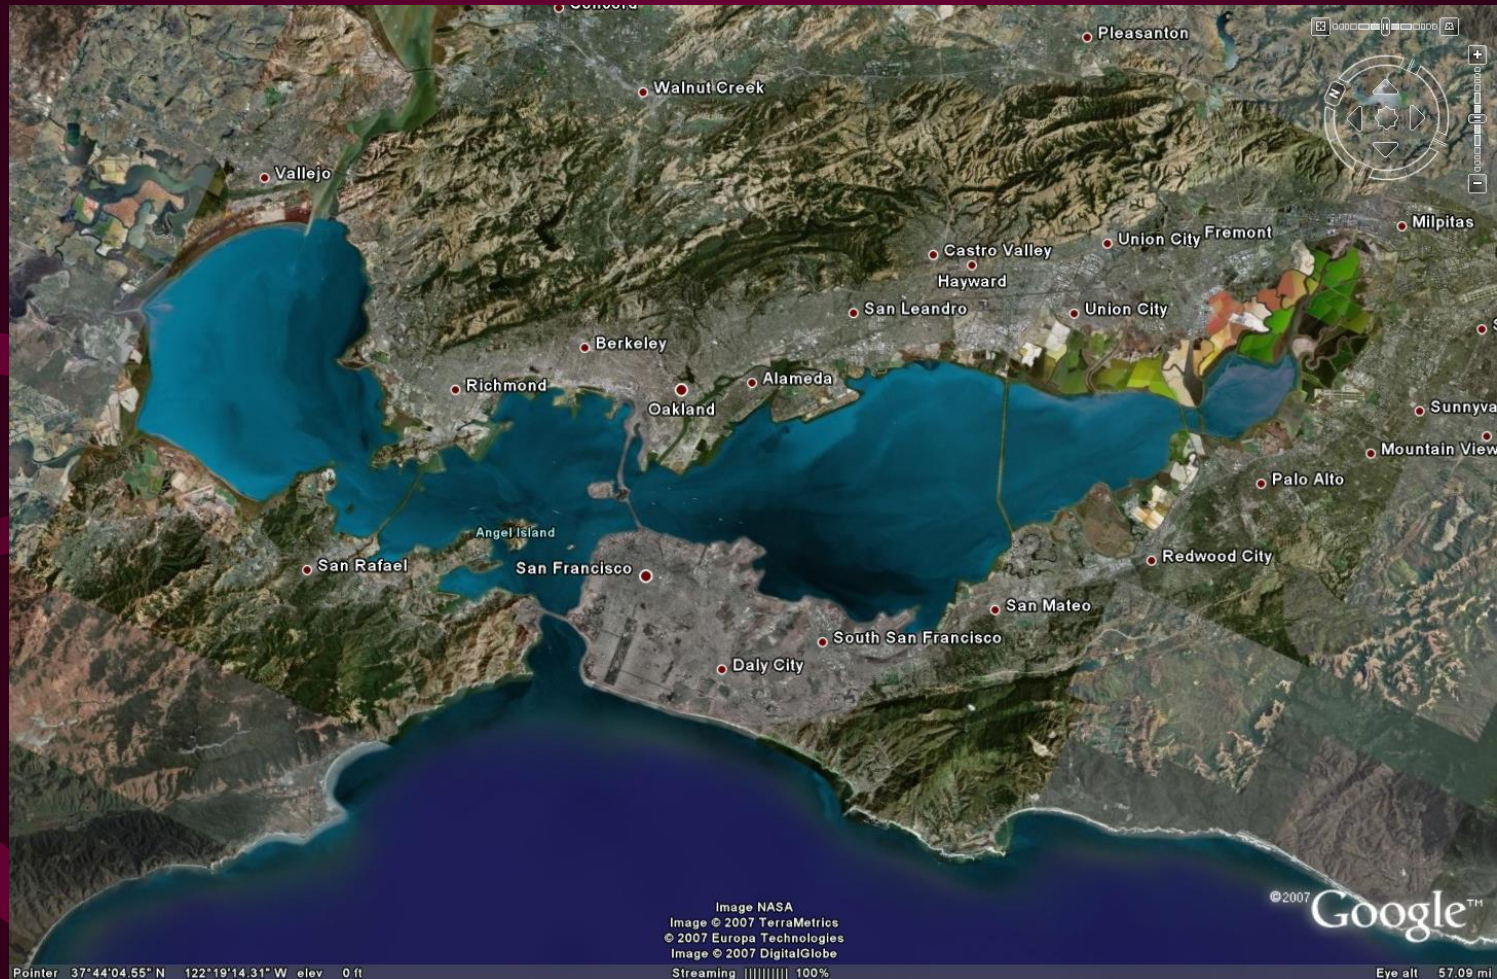 Concord
Pleasanton
Walnut Creek
N
Vallejo
Milpitas
Union City
Fremont
Castro Valley
Hayward
San Leandro
Union City
Berkeley
Richmond
Alameda
Oakland
Sunnyva
Mountain View
Palo Alto
Angel Island
San Rafael
San Francisco
Redwood City
San Mateo
South San Francisco
Daly City
Image NASA
Image © 2007 TerraMetrics
© 2007 Europa Technologies
Image © 2007 DigitalGlobe
©2007 Google™
Pointer 37°44'04.55" N 122°19'14.31" W elev 0 ft
Streaming |||||||||| 100%
Eye alt 57.09 mi